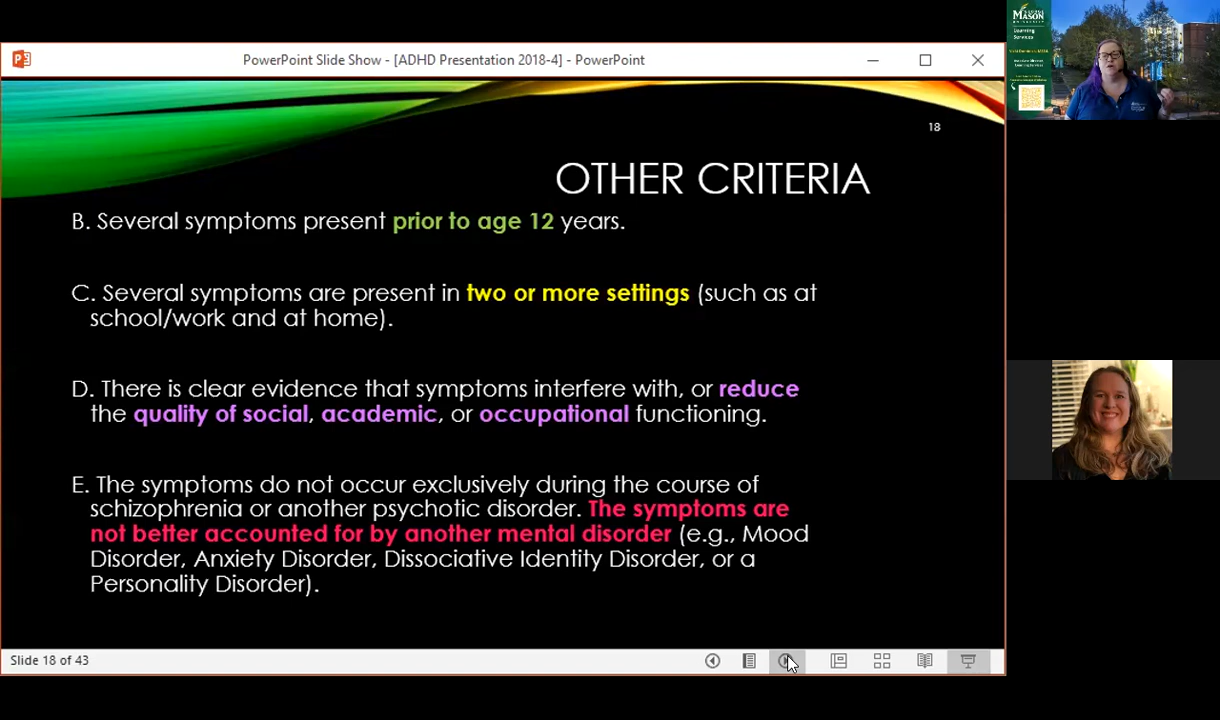 PowerPoint Slide Show - [ADHD Presentation 2018-4] - PowerPoint
18
OTHER CRITERIA
B. Several symptoms present prior to age 12 years.
C. Several symptoms are present in two or more settings (such as at
school/work and at home).
D. There is clear evidence that symptoms interfere with, or reduce
the quality of social, academic, or occupational functioning.
E. The symptoms do not occur exclusively during the course of
schizophrenia or another psychotic disorder. The symptoms are
not better accounted for by another mental disorder (e.g., Mood
Disorder, Anxiety Disorder, Dissociative Identity Disorder, or a
Personality Disorder).
Slide 18 of 43
MASON
Learning
Services